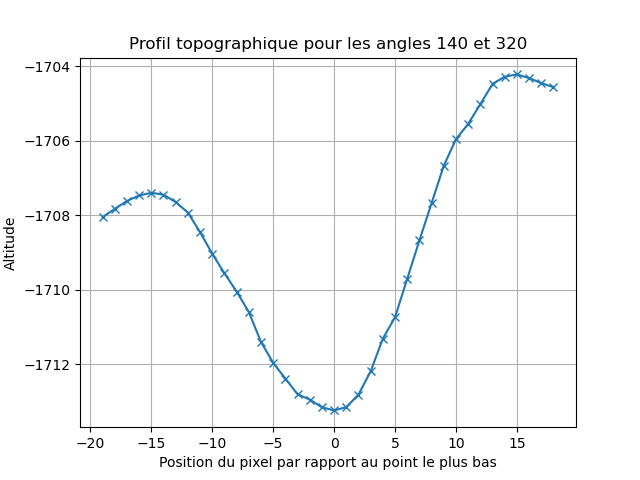 Profil topographique pour les angles 140 et 320
−1704
−1706
−1708
−1710
−1712
Altitude
−20 −15 −10 −5 0 5 10 15
Position du pixel par rapport au point le plus bas